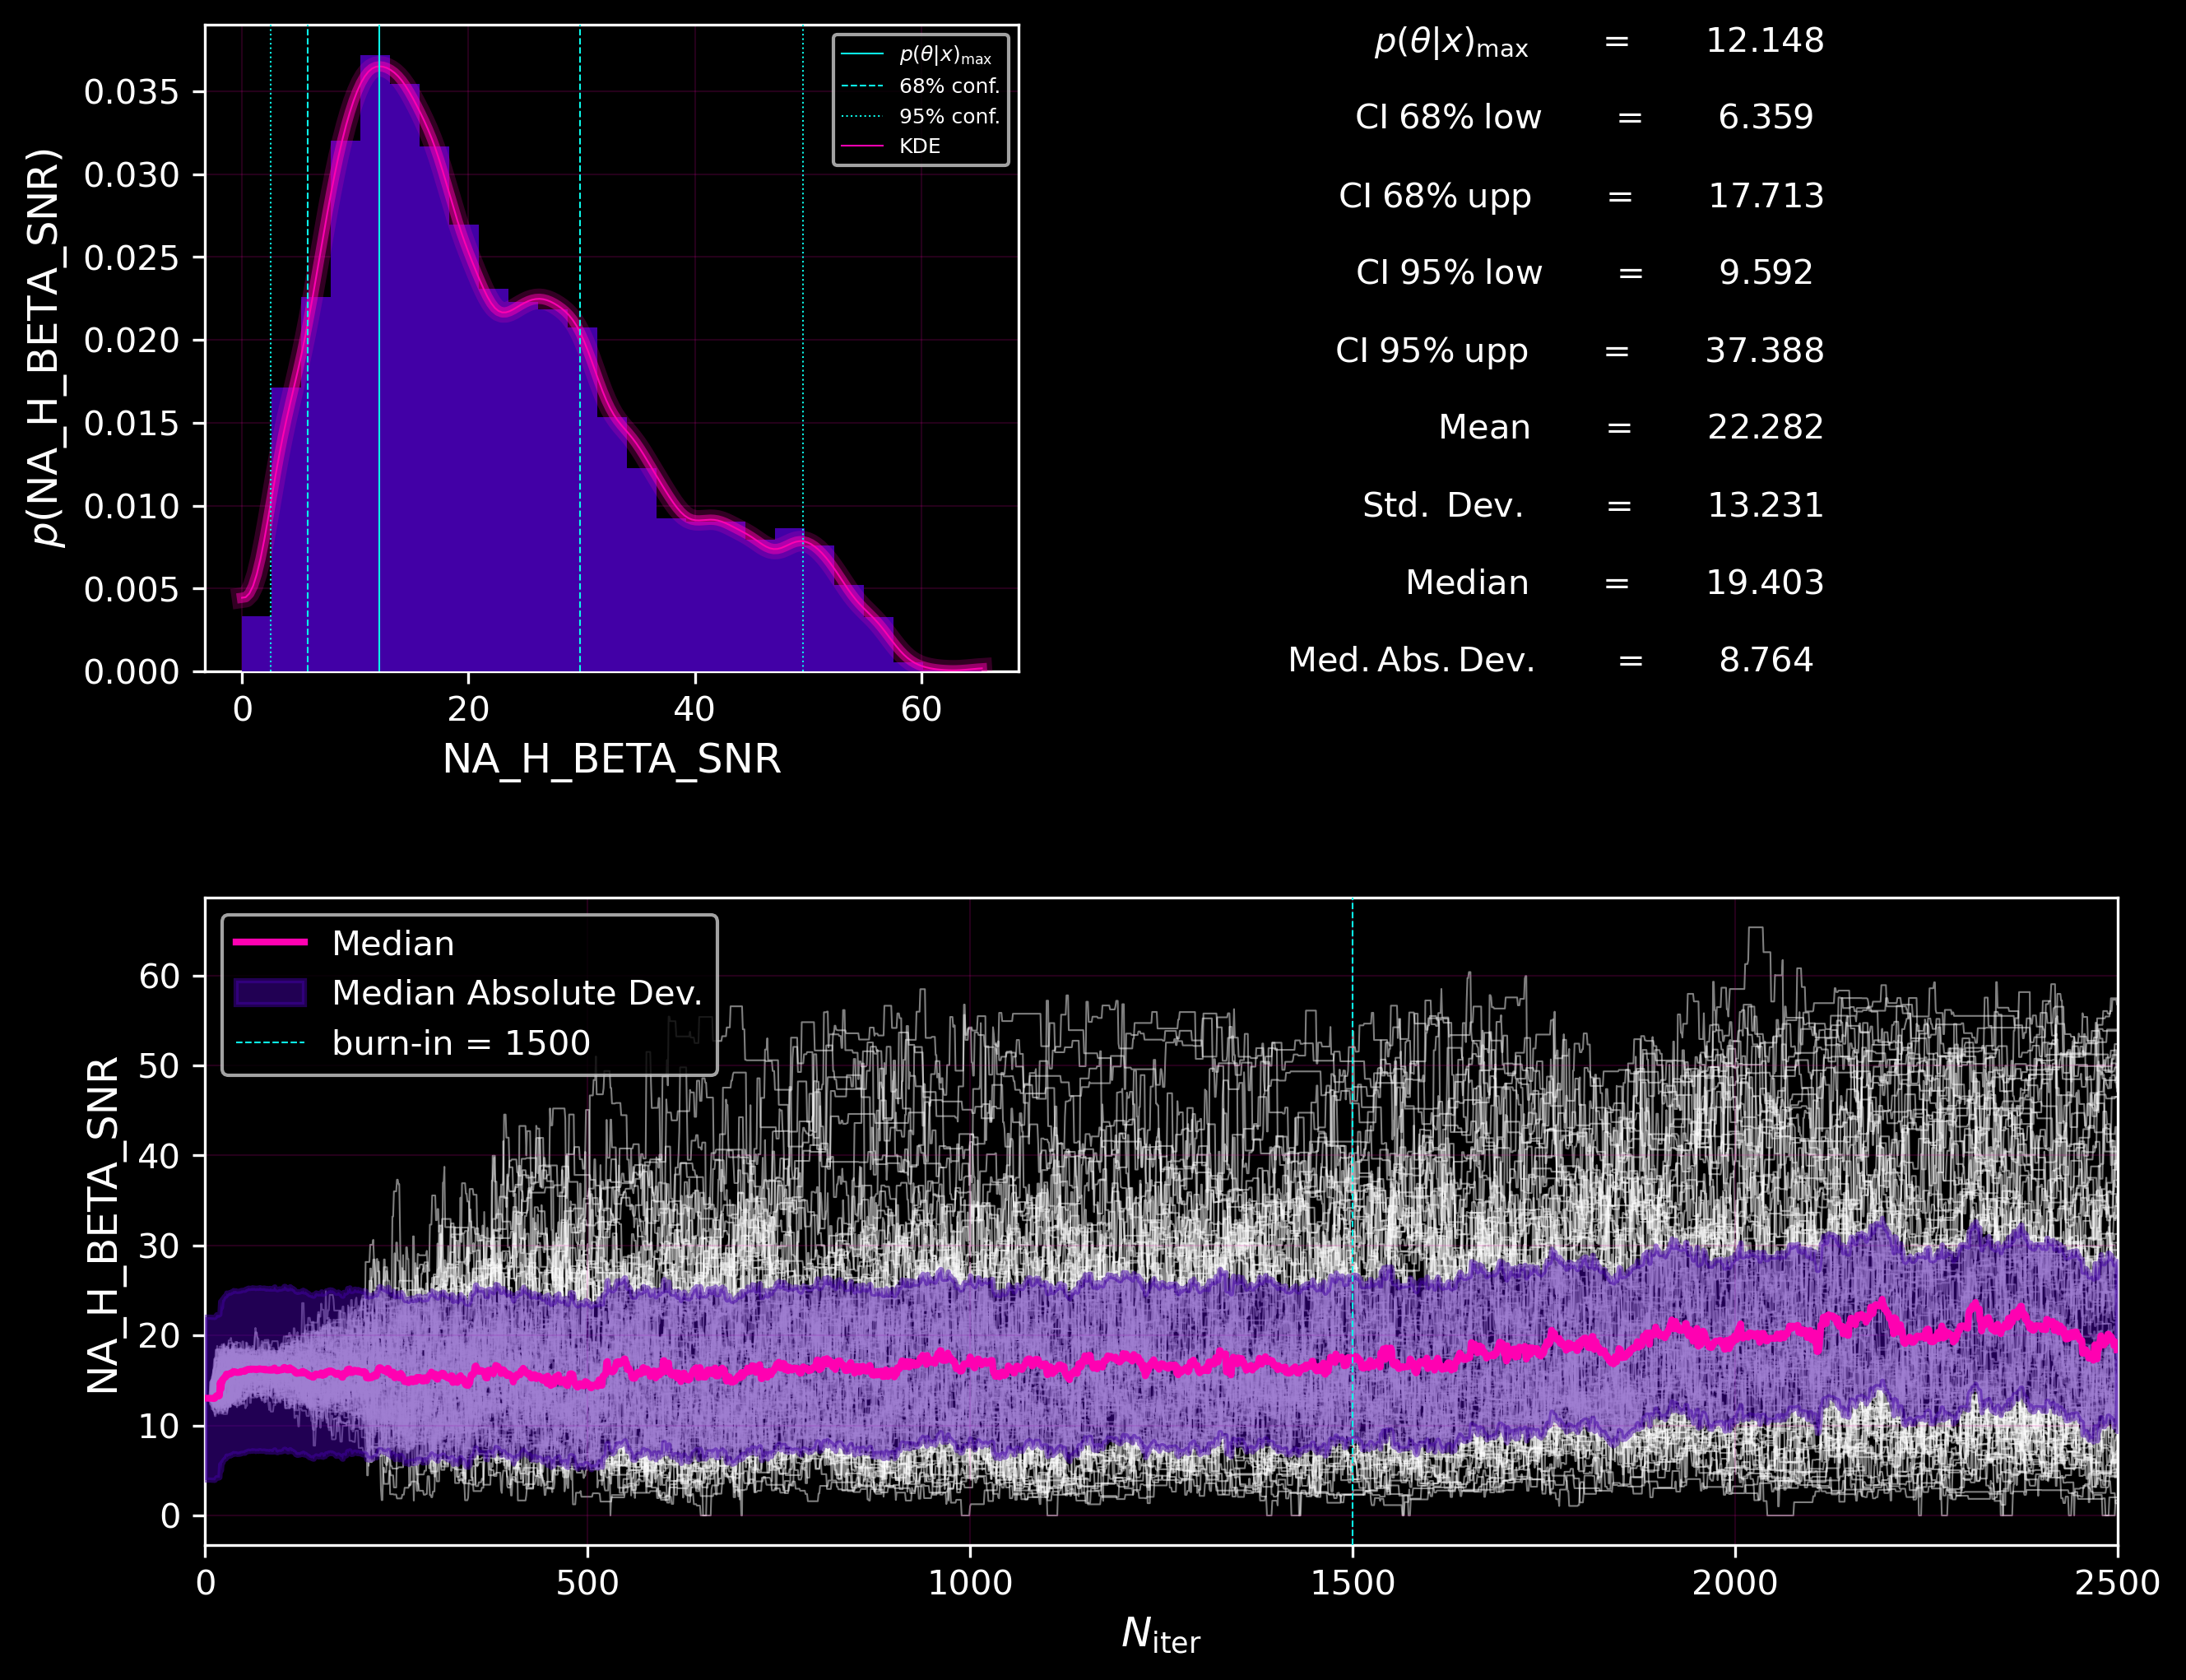 p(NA_H_BETA_SNR)
0.035
0.030
0.025
0.020
0.015
0.010
0.005
0.000
0 20 40 60
NA_H_BETA_SNR
p(θ|x)max
68% conf.
95% conf.
KDE
p(θ|x)max = 12.148
CI 68% low = 6.359
CI 68% upp = 17.713
CI 95% low = 9.592
CI 95% upp = 37.388
Mean = 22.282
Std. Dev. = 13.231
Median = 19.403
Med. Abs. Dev. = 8.764
NA_H_BETA_SNR
60
50
40
30
20
10
0
Median
Median Absolute Dev.
burn-in = 1500
0 500 1000 1500 2000 2500
Niter